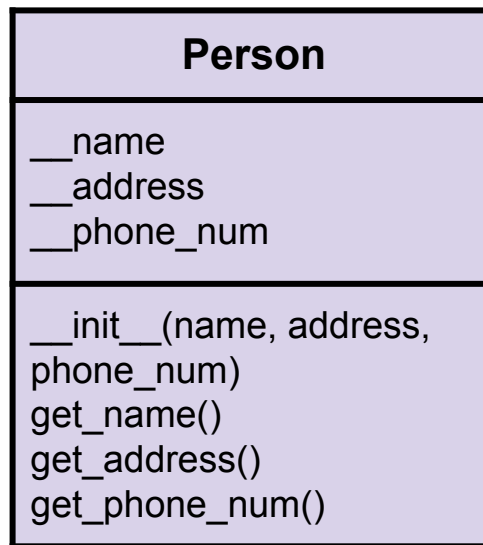 Person
__name
__address
__phone_num
__init__(name, address,
phone_num)
get_name()
get_address()
get_phone_num()